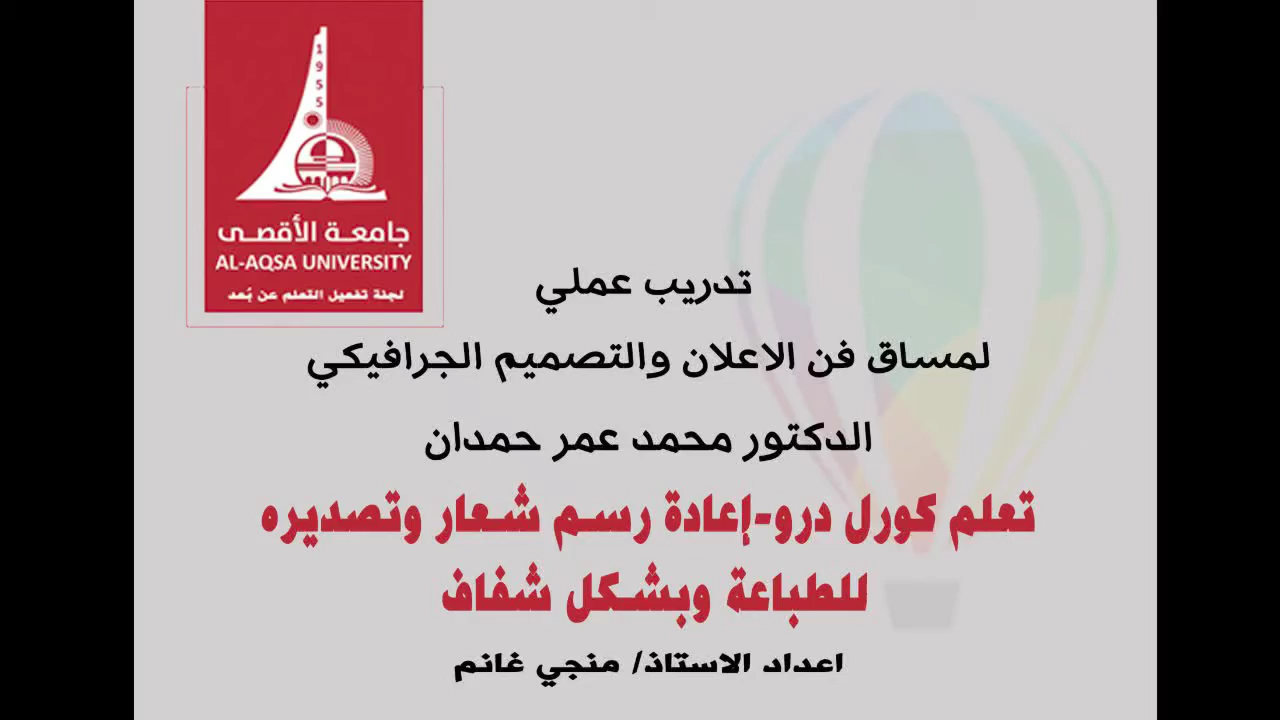 1955
جامعة الأقصى
AL-AQSA UNIVERSITY
لجنة تفعيل التعلم عن بُعد
تدريب عملي
لمساق فن الاعلان والتصميم الجرافيكي
الدكتور محمد عمر حمدان
تعلم كورل درو-إعادة رسم شعار وتصديره
للطباعة وبشكل شفاف
اعداد الاستاذ/ منجي غانم